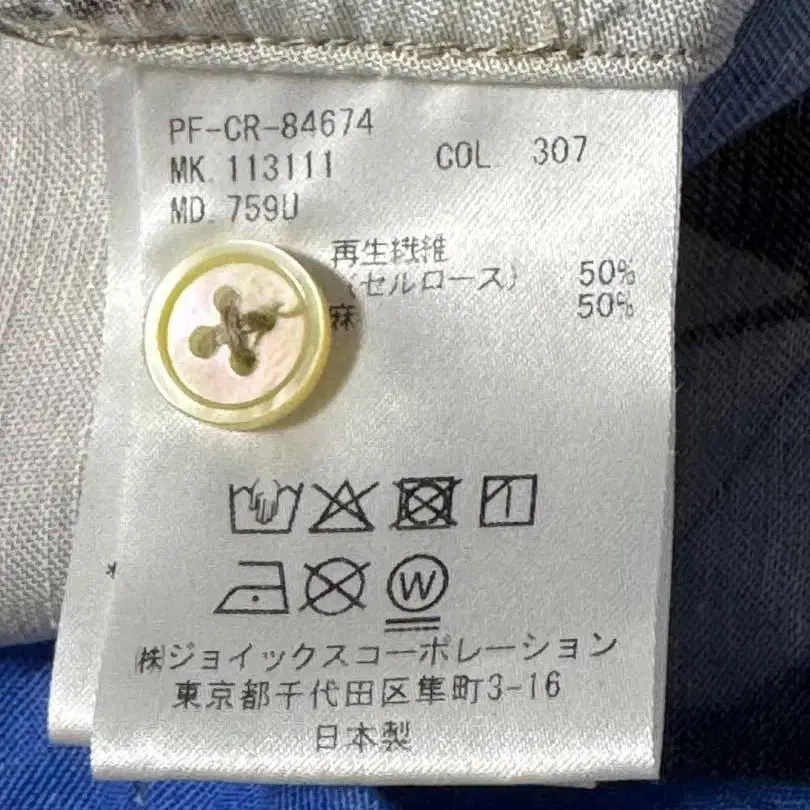 PF-CR-84674
MK. 113111 COL 307
MD. 759U
再生繊維
(セルロース) 50%
麻 50%
W
㈱ジョイックスコーポレーション
東京都千代田区隼町3-16
日本製